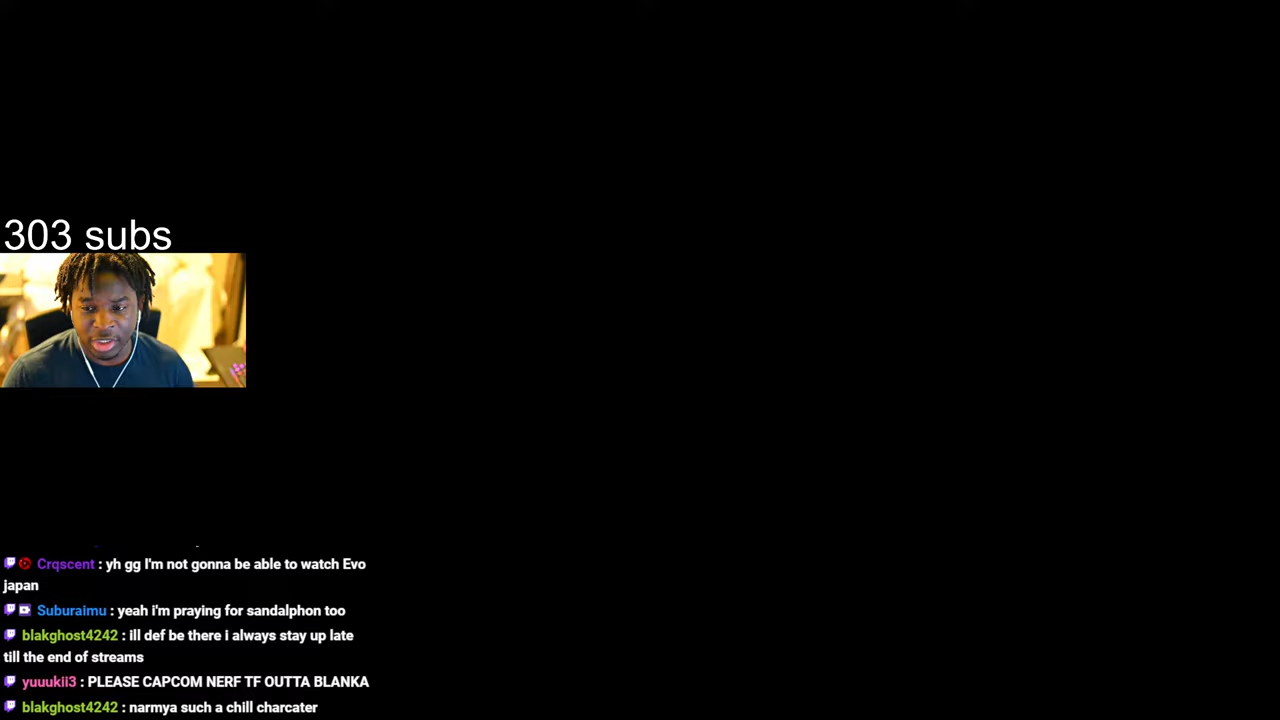 303 subs
Crqscent : yh gg I'm not gonna be able to watch Evo
japan
Suburaimu : yeah i'm praying for sandalphon too
blakghost4242 : ill def be there i always stay up late
till the end of streams
yuuukii3 : PLEASE CAPCOM NERF TF OUTTA BLANKA
blakghost4242 : narmya such a chill charcater